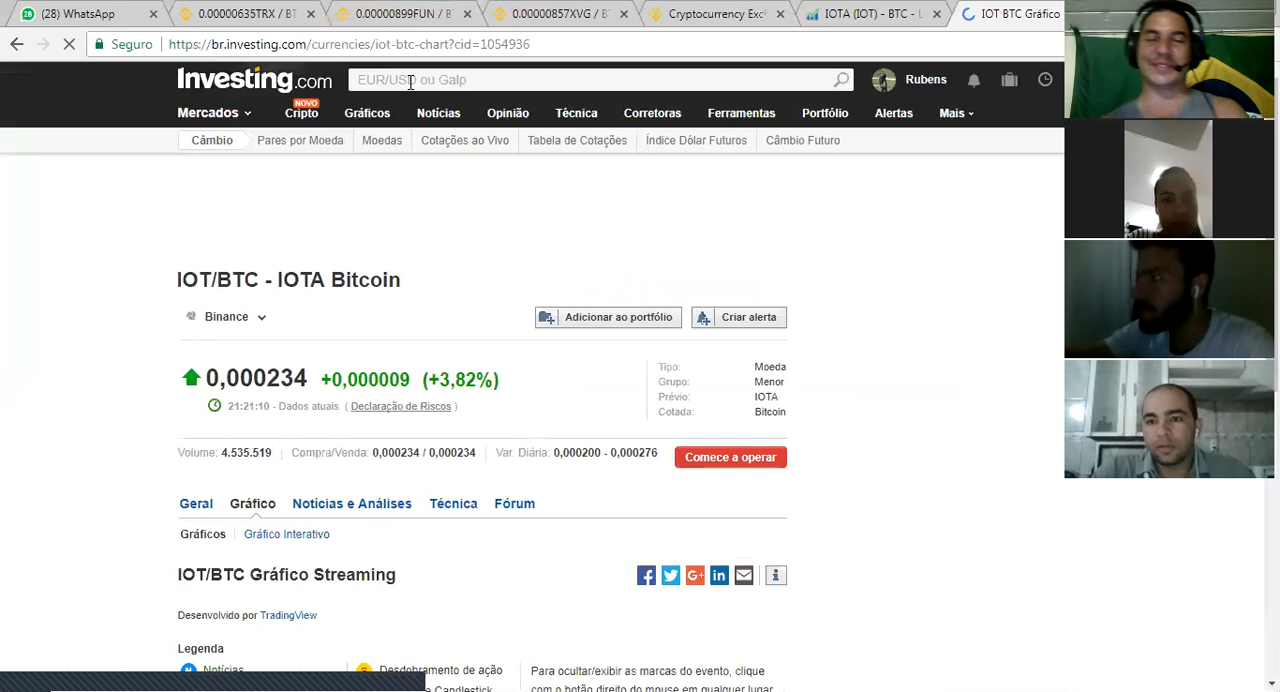 28 (28) WhatsApp
0.00000635TRX / BT
0.00000899FUN / BT
0.00000857XVG / BT
Cryptocurrency Exc
IOTA (IOT) - BTC - L
IOT BTC Gráfico
Seguro https://br.investing.com/currencies/iot-btc-chart?cid=1054936
Investing.com EUR/USD ou Galp Rubens
NOVO
Mercados Cripto Gráficos Notícias Opinião Técnica Corretoras Ferramentas Portfólio Alertas Mais
Câmbio Pares por Moeda Moedas Cotações ao Vivo Tabela de Cotações Índice Dólar Futuros Câmbio Futuro
IOT/BTC - IOTA Bitcoin
Binance Adicionar ao portfólio Criar alerta
0,000234 +0,000009 (+3,82%)
21:21:10 - Dados atuais. ( Declaração de Riscos )
Tipo: Moeda
Grupo: Menor
Prévio: IOTA
Cotada: Bitcoin
Volume: 4.535.519 Compra/Venda: 0,000234 / 0,000234 Var. Diária: 0,000200 - 0,000276 Comece a operar
Geral Gráfico Notícias e Análises Técnica Fórum
Gráficos Gráfico Interativo
IOT/BTC Gráfico Streaming
Desenvolvido por TradingView
Legenda
N Notícias S Desdobramento de ação Para ocultar/exibir as marcas do evento, clique
e Candlestick com o botão direito do mouse em qualquer lugar